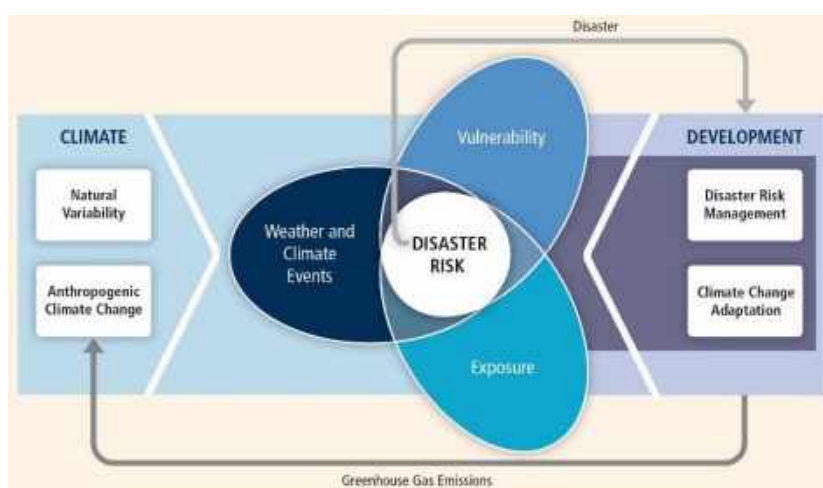 Disaster
CLIMATE
Natural
Variability
Anthropogenic
Climate Change
Weather and
Climate
Events
Vulnerability
DISASTER
RISK
Exposure
DEVELOPMENT
Disaster Risk
Management
Climate Change
Adaptation
Greenhouse Gas Emissions